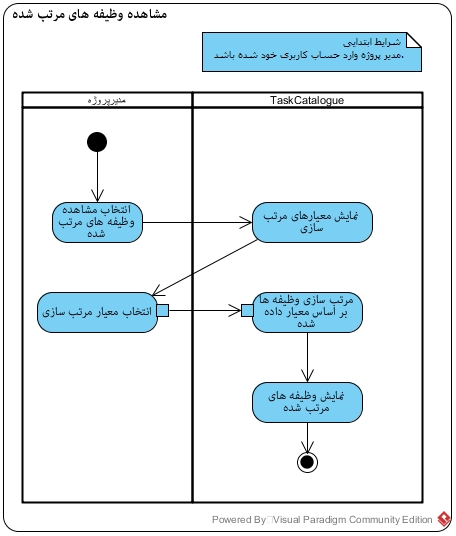 مشاهده وظیفه های مرتب شده
شرایط ابتدایی
مدیر پروژه وارد حساب کاربری خود شده باشد.
مدیرپروژه
TaskCatalogue
انتخاب مشاهده
وظیفه های مرتب
شده
نمایش معیارهای مرتب
سازی
انتخاب معیار مرتب سازی
مرتب سازی وظیفه ها
بر اساس معیار داده
شده
نمایش وظیفه های
مرتب شده
Powered By Visual Paradigm Community Edition